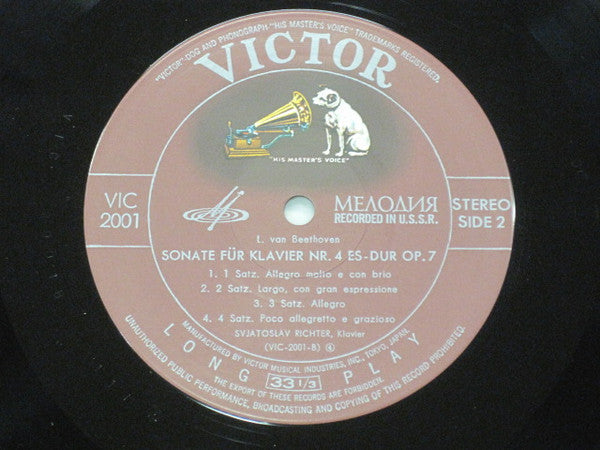 "VICTOR"-DOG AND PHONOGRAPH "HIS MASTER'S VOICE" TRADEMARKS REGISTERED.
VICTOR
"HIS MASTER'S VOICE"
VIC
2001
МЕЛОДИЯ
RECORDED IN U.S.S.R.
STEREO
SIDE 2
L. van Beethoven
SONATE FÜR KLAVIER NR. 4 ES-DUR OP. 7
1. 1 Satz. Allegro malto e con brio
2. 2 Satz. Largo, con gran espressione
3. 3 Satz. Allegro
4. 4 Satz. Poco allegretto e grazioso
SVJATOSLAV RICHTER, Klavier
(VIC-2001-B) ④
MANUFACTURED BY VICTOR MUSICAL INDUSTRIES, INC., TOKYO, JAPAN.
LONG 33 1/3 PLAY
THE EXPORT OF THESE RECORDS ARE FORBIDDEN.
UNAUTHORIZED PUBLIC PERFORMANCE, BROADCASTING AND COPYING OF THIS RECORD PROHIBITED.